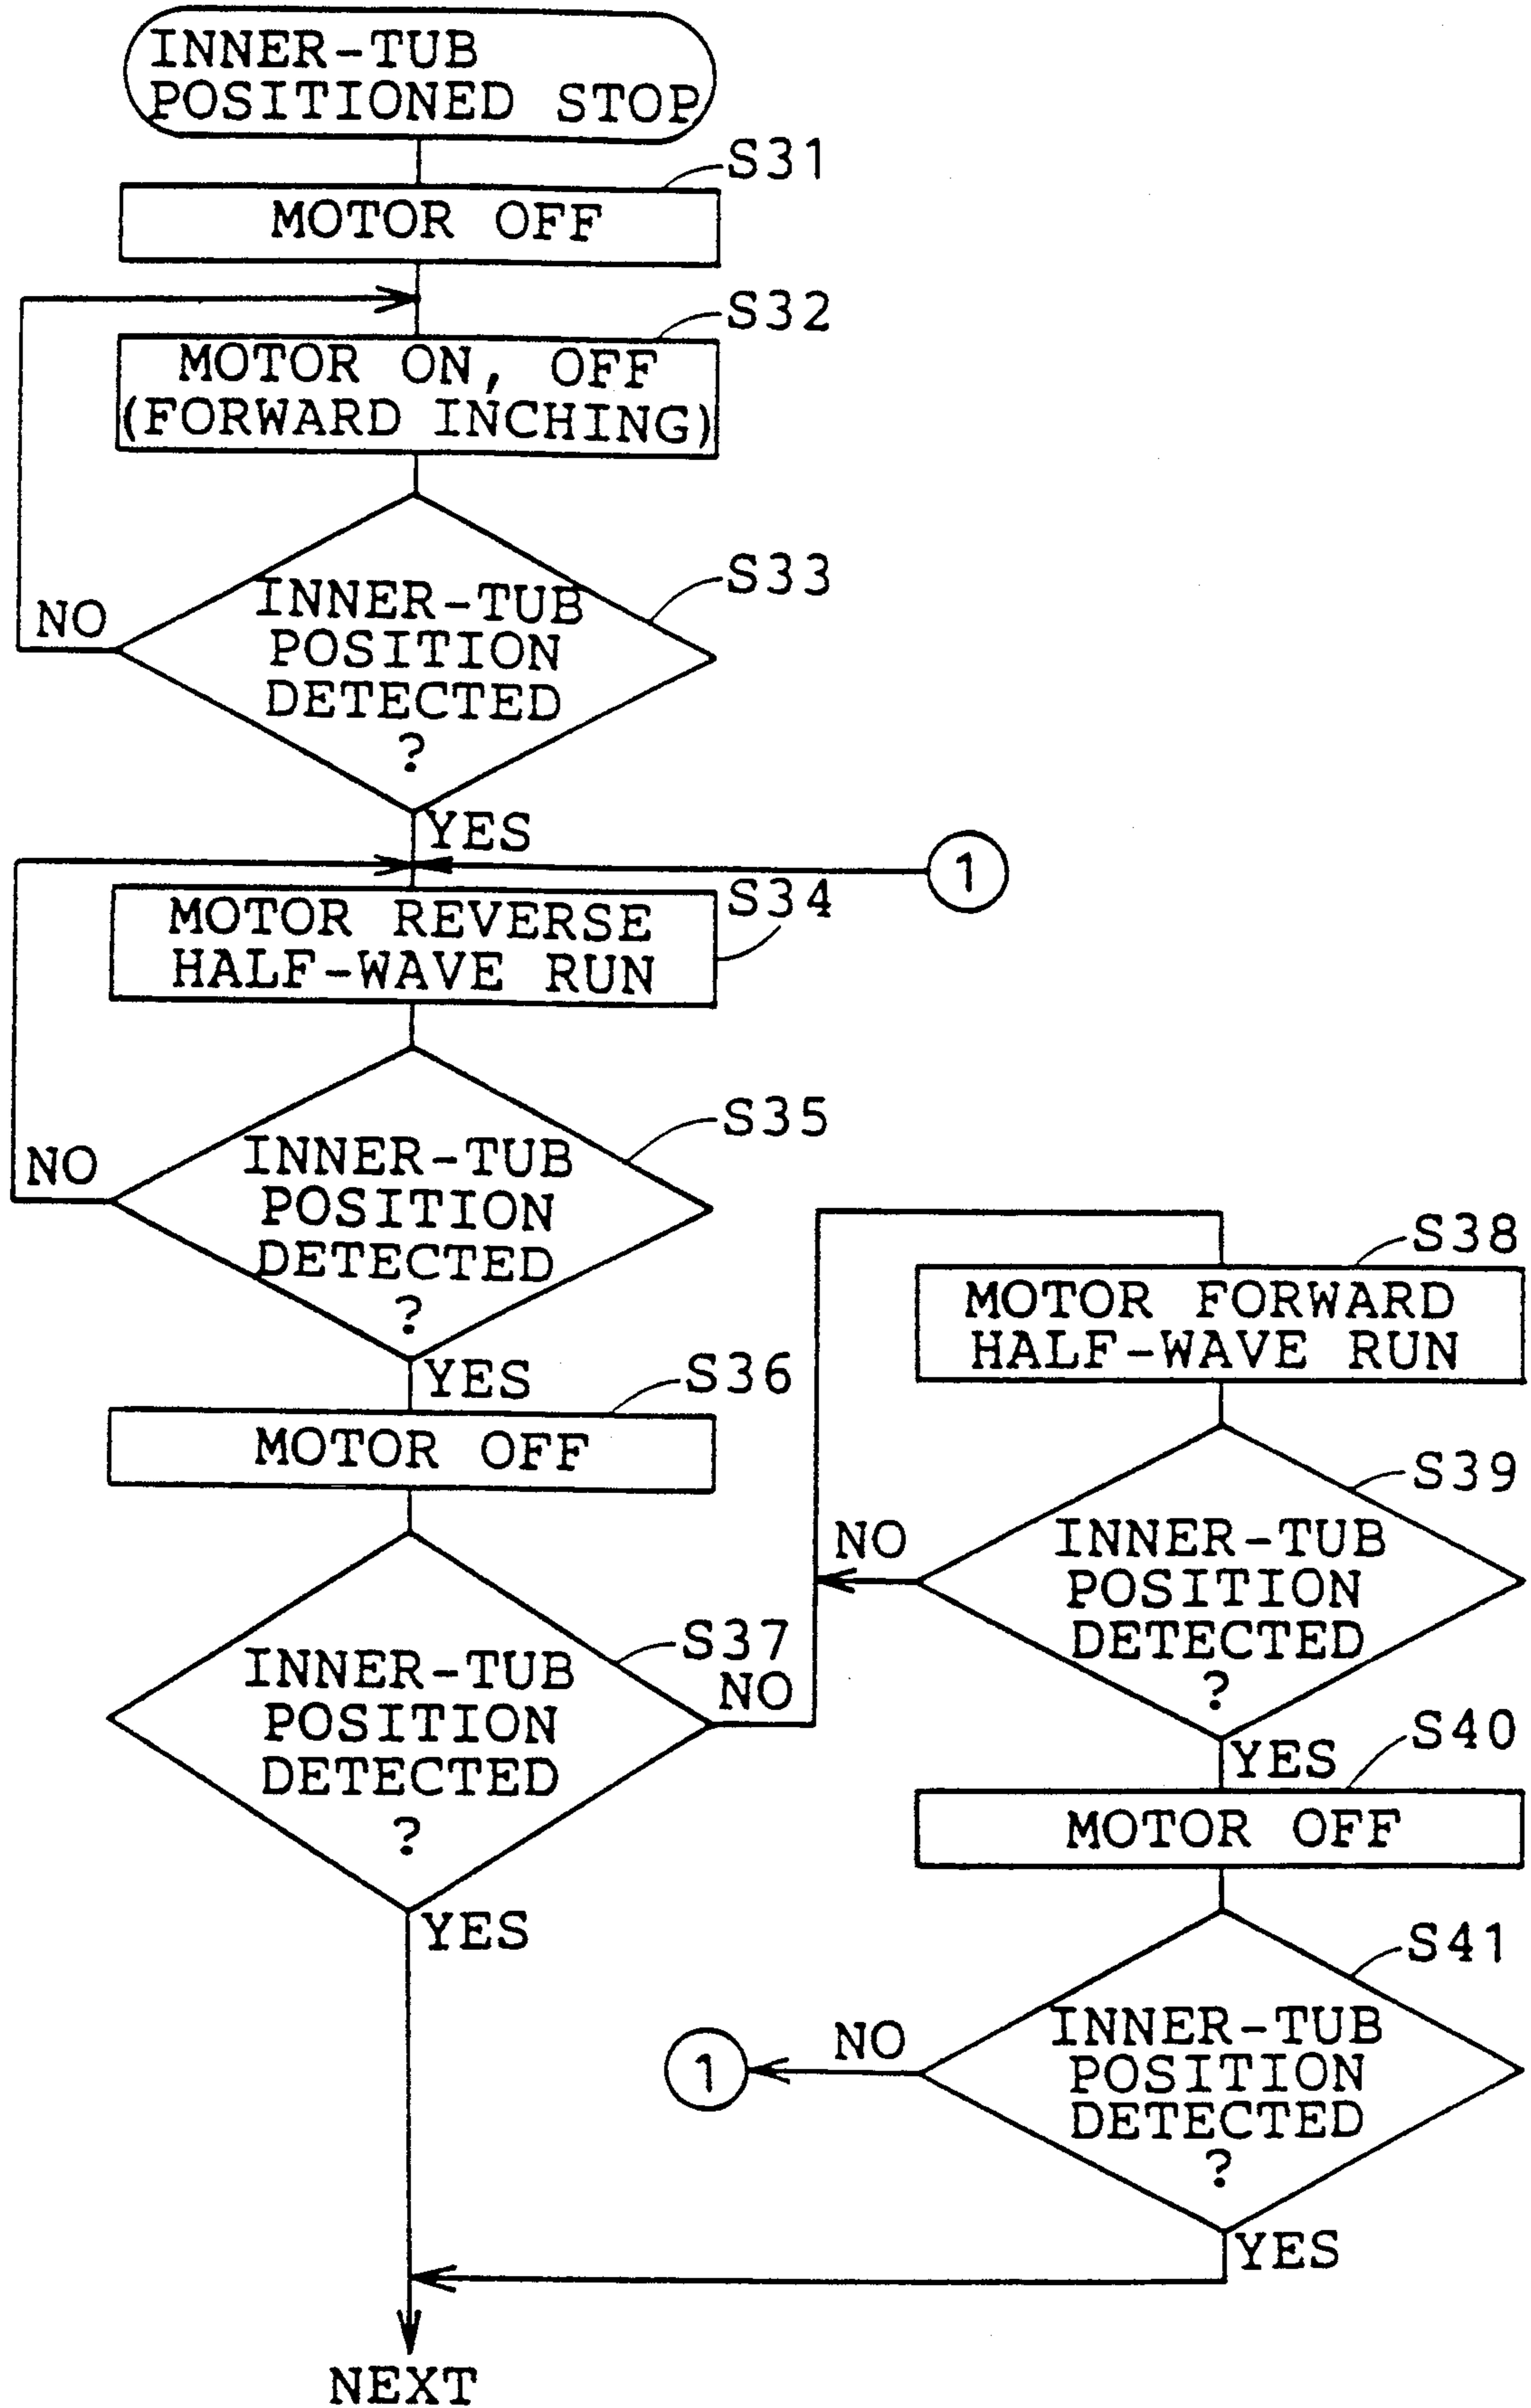 INNER-TUB
POSITIONED STOP
S31
MOTOR OFF
S32
MOTOR ON, OFF
(FORWARD INCHING)
S33
INNER-TUB
POSITION
DETECTED
?
NO
YES
1
S34
MOTOR REVERSE
HALF-WAVE RUN
S35
INNER-TUB
POSITION
DETECTED
?
NO
YES
S36
MOTOR OFF
S37
INNER-TUB
POSITION
DETECTED
?
NO
YES
S38
MOTOR FORWARD
HALF-WAVE RUN
S39
NO
INNER-TUB
POSITION
DETECTED
?
YES
S40
MOTOR OFF
S41
INNER-TUB
POSITION
DETECTED
?
NO
1
YES
NEXT